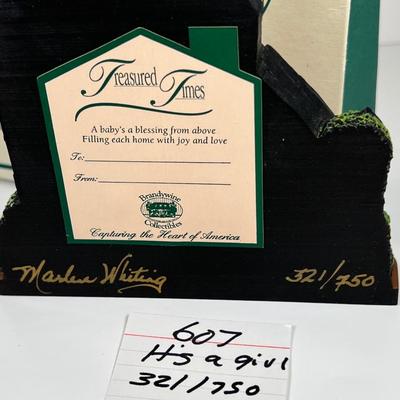 Treasured
Times
A baby's a blessing from above
Filling each home with joy and love
To:
From:
Brandywine
Collectibles
Capturing the Heart of America
Marlene Whiting 321/750
607
It's a girl
321/750